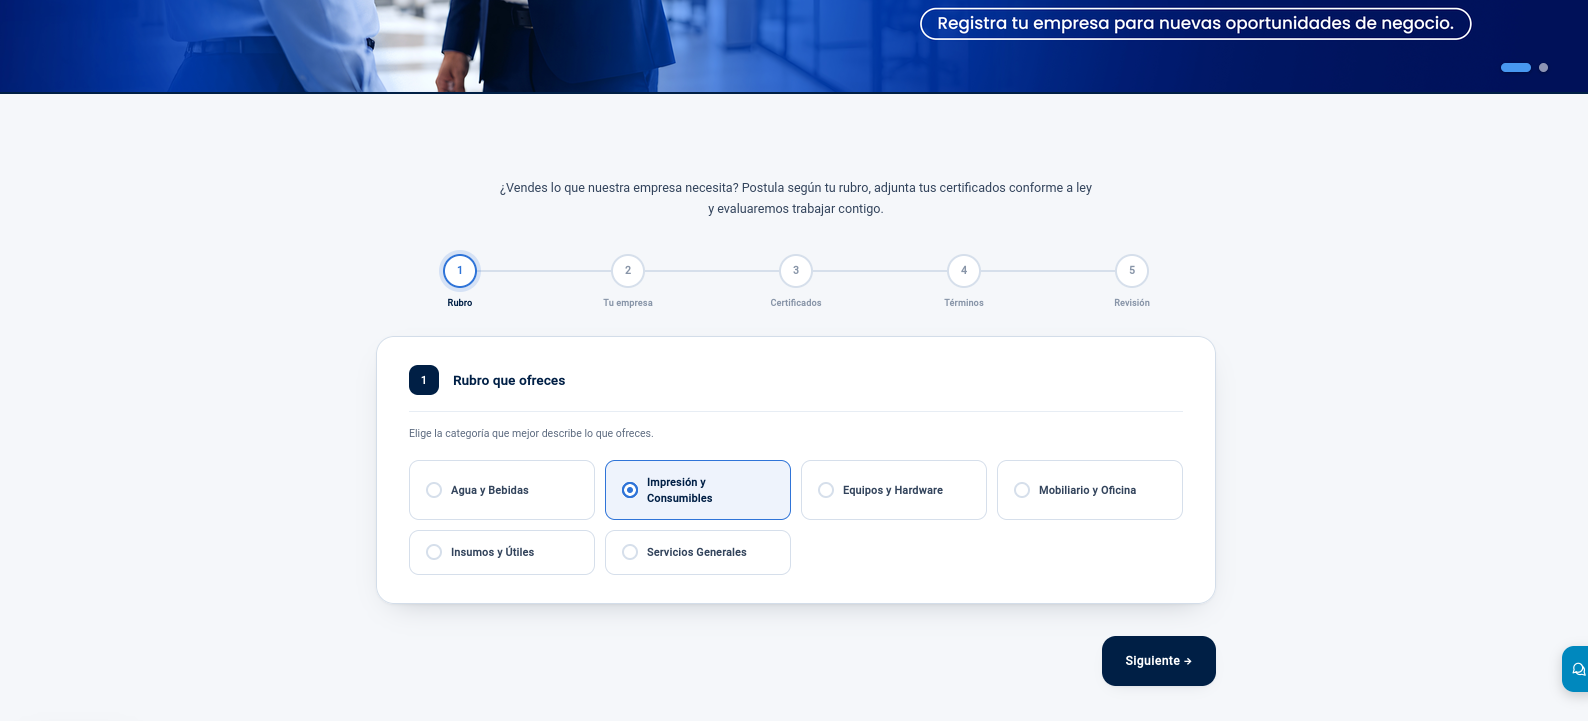 Registra tu empresa para nuevas oportunidades de negocio.
¿Vendes lo que nuestra empresa necesita? Postula según tu rubro, adjunta tus certificados conforme a ley
y evaluaremos trabajar contigo.
1
2
3
4
5
Rubro
Tu empresa
Certificados
Términos
Revisión
1
Rubro que ofreces
Elige la categoría que mejor describe lo que ofreces.
Agua y Bebidas
Impresión y
Consumibles
Equipos y Hardware
Mobiliario y Oficina
Insumos y Útiles
Servicios Generales
Siguiente →